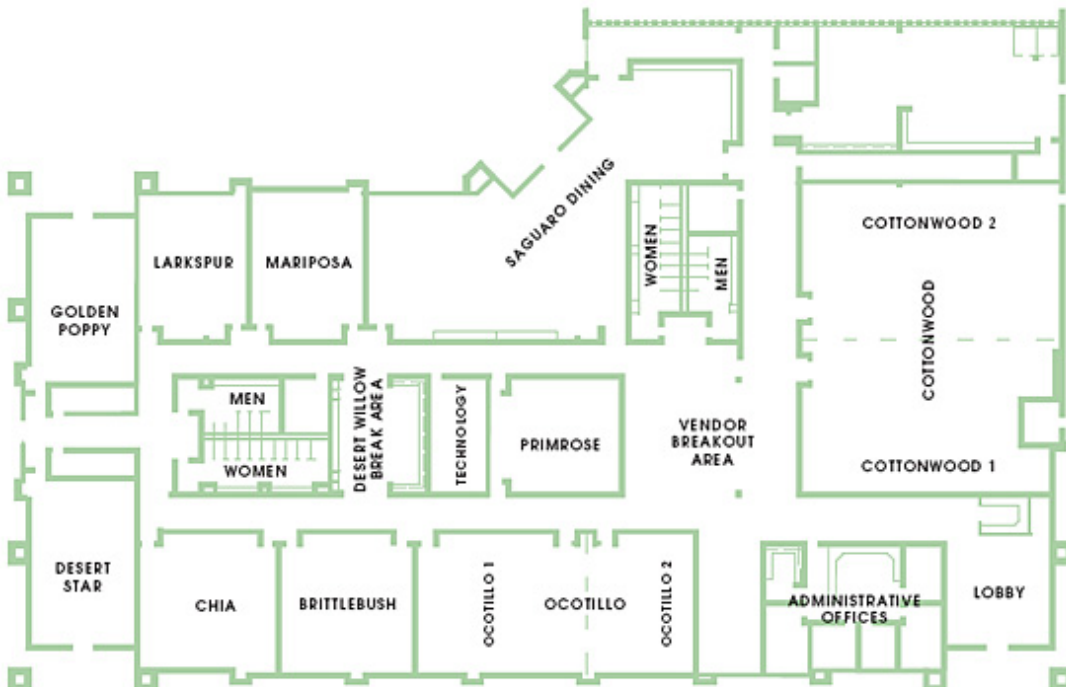 COTTONWOOD 2
SAGUARO DINING
WOMEN
MEN
LARKSPUR
MARIPOSA
GOLDEN
POPPY
COTTONWOOD
MEN
WOMEN
DESERT WILLOW
BREAK AREA
TECHNOLOGY
PRIMROSE
VENDOR
BREAKOUT
AREA
COTTONWOOD 1
DESERT
STAR
CHIA
BRITTLEBUSH
OCOTILLO 1
OCOTILLO
OCOTILLO 2
ADMINISTRATIVE
OFFICES
LOBBY